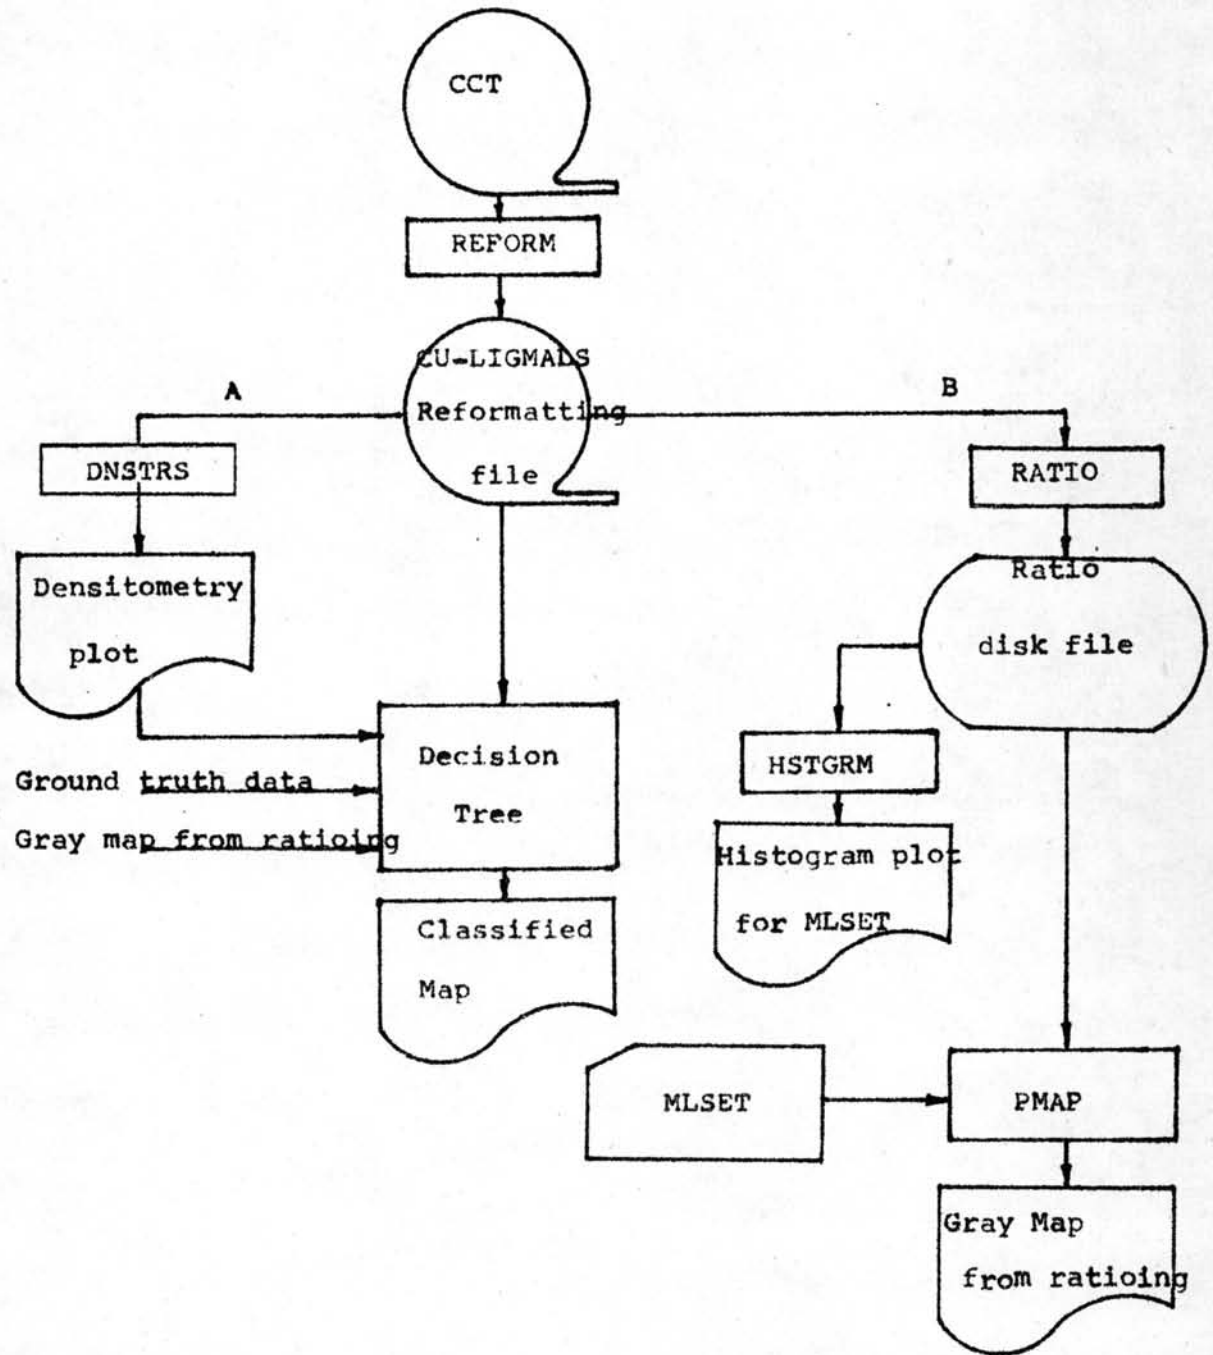 CCT
REFORM
CU-LIGMALS
Reformatting
file
A
B
DNSTRS
RATIO
Densitometry
plot
Ratio
disk file
Decision
Tree
Ground truth data
Gray map from ratioing
HSTGRM
Histogram plot
for MLSET
Classified
Map
MLSET
PMAP
Gray Map
from ratioing